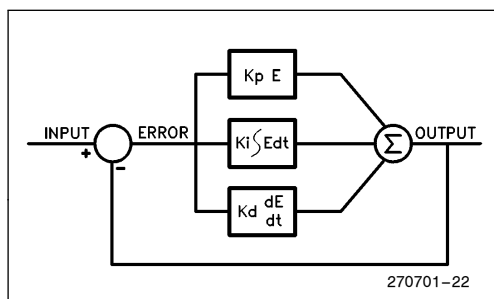 Kp E
INPUT
+
-
ERROR
Ki∫Edt
Σ
OUTPUT
Kd dE
dt
270701-22